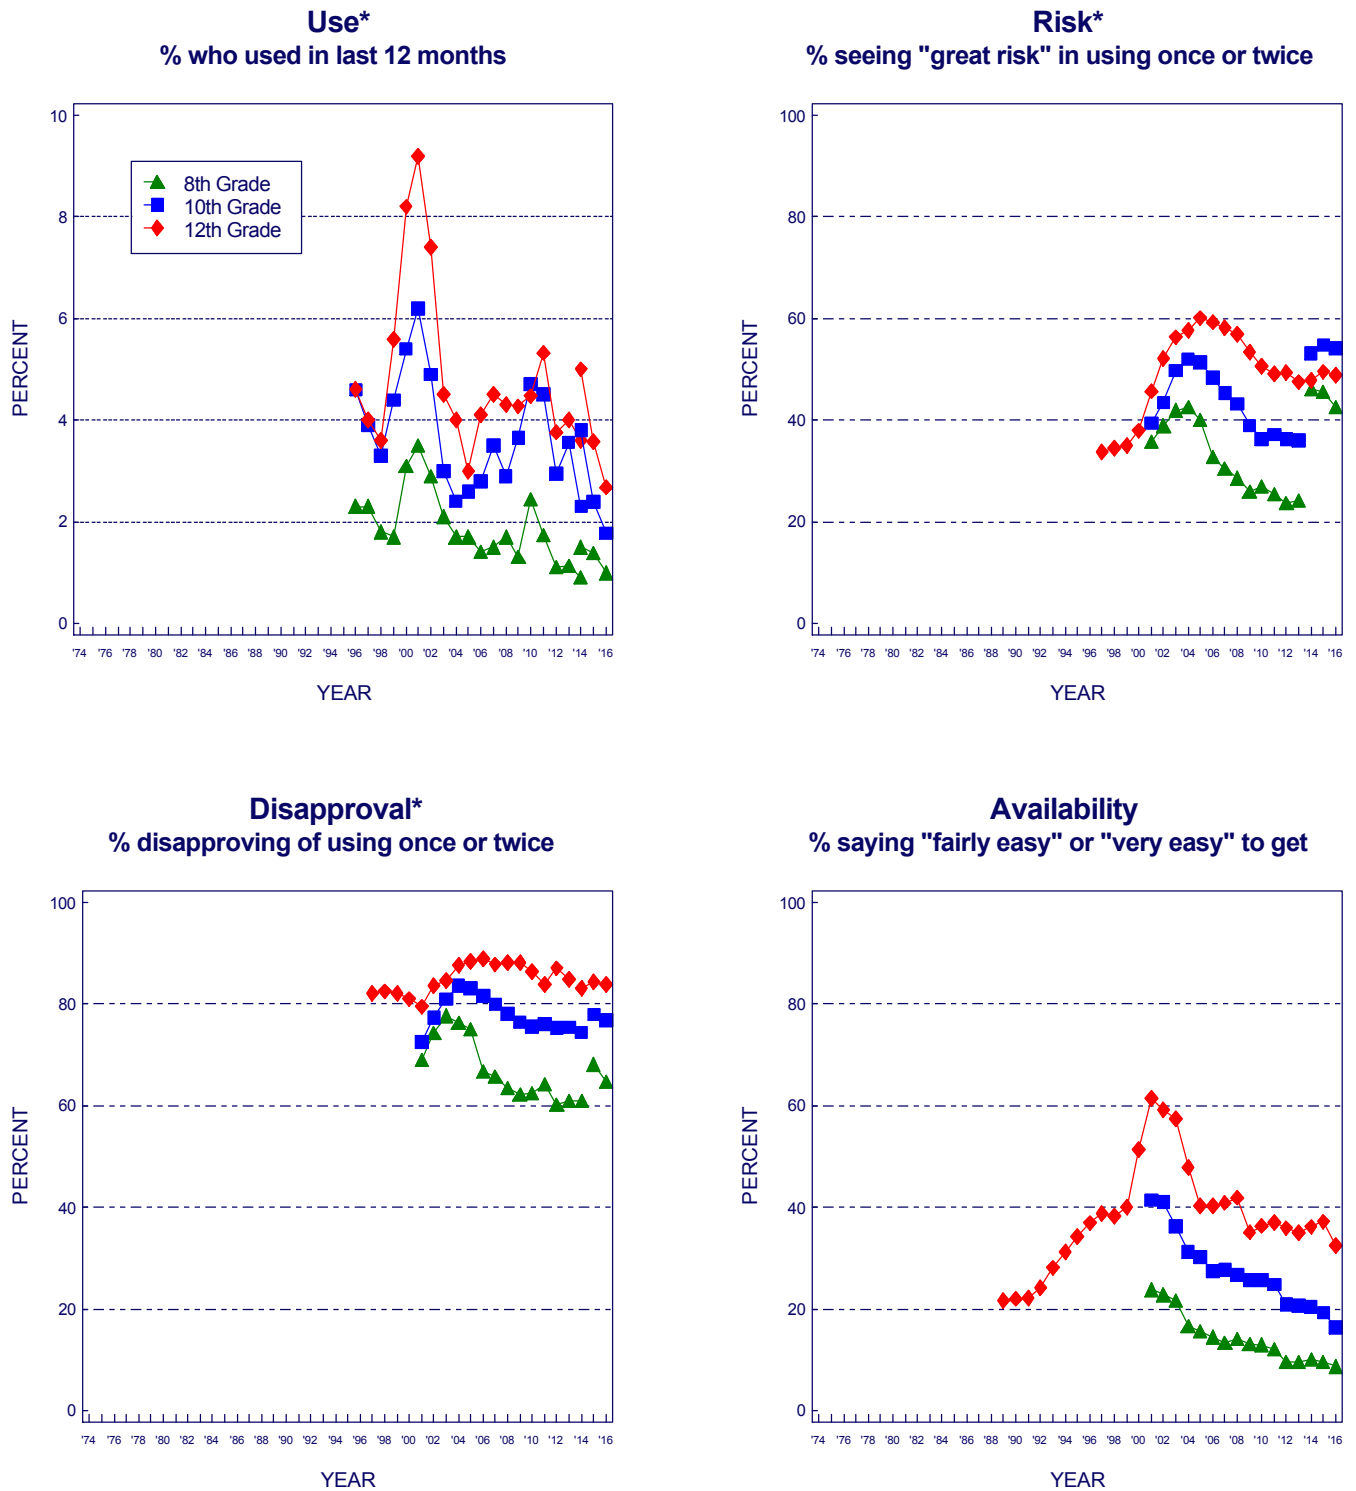 Use*
% who used in last 12 months
10
8
6
4
2
0
PERCENT
8th Grade
10th Grade
12th Grade
'74 '76 '78 '80 '82 '84 '86 '88 '90 '92 '94 '96 '98 '00 '02 '04 '06 '08 '10 '12 '14 '16
YEAR
Risk*
% seeing "great risk" in using once or twice
100
80
60
40
20
0
PERCENT
'74 '76 '78 '80 '82 '84 '86 '88 '90 '92 '94 '96 '98 '00 '02 '04 '06 '08 '10 '12 '14 '16
YEAR
Disapproval*
% disapproving of using once or twice
100
80
60
40
20
0
PERCENT
'74 '76 '78 '80 '82 '84 '86 '88 '90 '92 '94 '96 '98 '00 '02 '04 '06 '08 '10 '12 '14 '16
YEAR
Availability
% saying "fairly easy" or "very easy" to get
100
80
60
40
20
0
PERCENT
'74 '76 '78 '80 '82 '84 '86 '88 '90 '92 '94 '96 '98 '00 '02 '04 '06 '08 '10 '12 '14 '16
YEAR